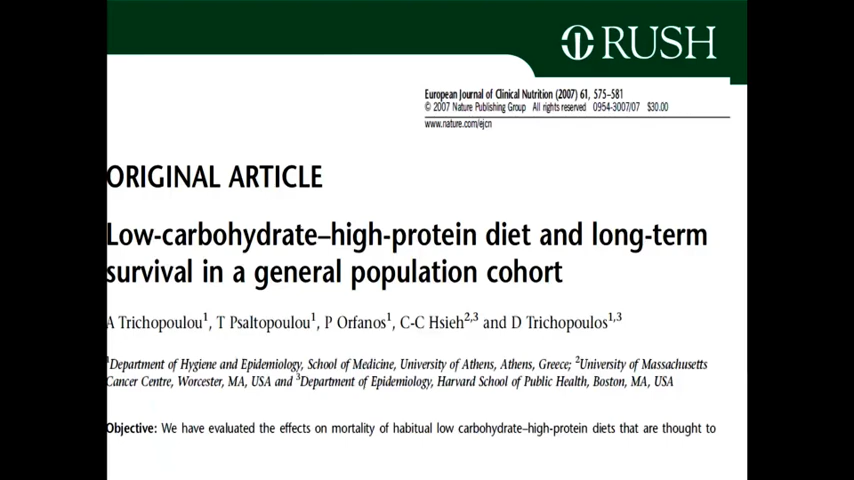 RUSH
European Journal of Clinical Nutrition (2007) 61, 575–581
© 2007 Nature Publishing Group All rights reserved 0954-3007/07 $30.00
www.nature.com/ejcn
ORIGINAL ARTICLE
Low-carbohydrate–high-protein diet and long-term
survival in a general population cohort
A Trichopoulou1, T Psaltopoulou1, P Orfanos1, C-C Hsieh2,3 and D Trichopoulos1,3
1Department of Hygiene and Epidemiology, School of Medicine, University of Athens, Athens, Greece; 2University of Massachusetts
Cancer Centre, Worcester, MA, USA and 3Department of Epidemiology, Harvard School of Public Health, Boston, MA, USA
Objective: We have evaluated the effects on mortality of habitual low carbohydrate–high-protein diets that are thought to